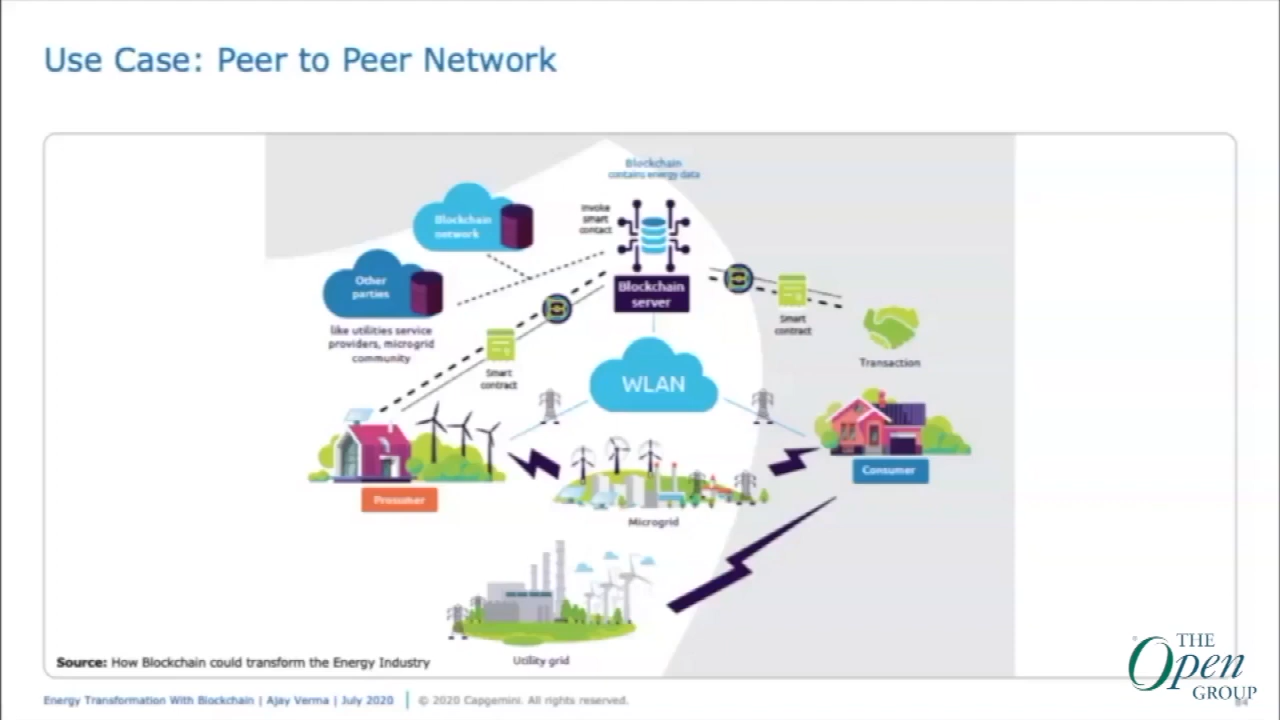 Use Case: Peer to Peer Network
Blockchain
contains energy data
Blockchain
network
Invoke
smart
contact
Other
parties
like utilities service
providers, microgrid
community
Blockchain
server
Smart
contract
Smart
contract
Transaction
WLAN
Prosumer
Microgrid
Consumer
Utility grid
Source: How Blockchain could transform the Energy Industry
Energy Transformation With Blockchain | Ajay Verma | July 2020 | © 2020 Capgemini. All rights reserved.
THE
Open
GROUP